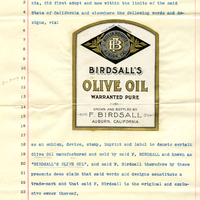 did first adopt and use within the limits of the said
State of California and elsewhere the following words and de-
signs, viz:
BIRDSALL'S
OLIVE OIL
WARRANTED PURE
GROWN AND BOTTLED BY
F. BIRDSALL
AUBURN, CALIFORNIA.
as an emblem, device, stamp, imprint and label to denote certain
Olive Oil manufactured and sold by said F. BIRDSALL and known as
"BIRDSALL'S OLIVE OIL", and said Birdsall therefore by these
presents does claim that said words and designs constitute a
trade-mark and that said F. Birdsall is the original and exclu-
sive owner thereof,